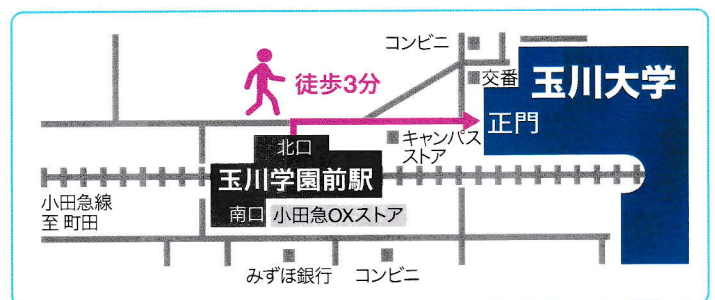 コンビニ
交番
玉川大学
徒歩3分
正門
北口
キャンパス
ストア
玉川学園前駅
小田急線
至 町田
南口
小田急OXストア
みずほ銀行
コンビニ